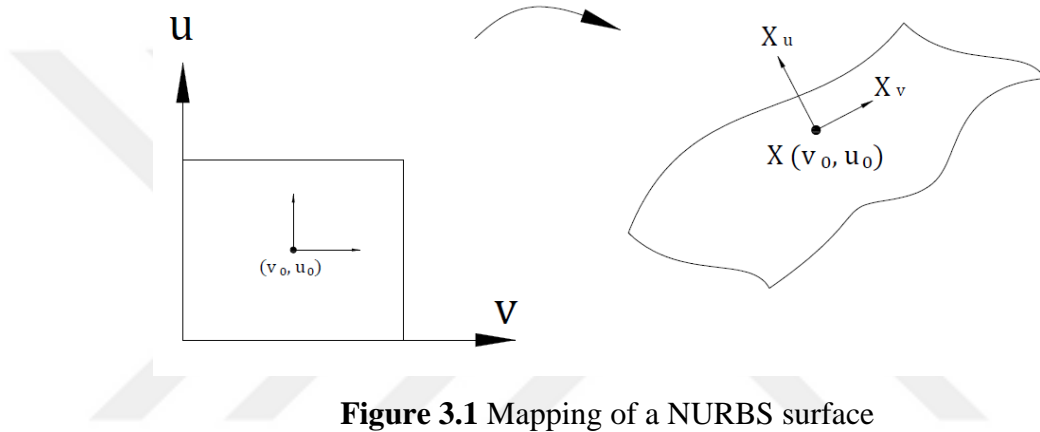 u
X u
X v
X (v 0, u 0)
(v 0, u 0)
v
Figure 3.1 Mapping of a NURBS surface